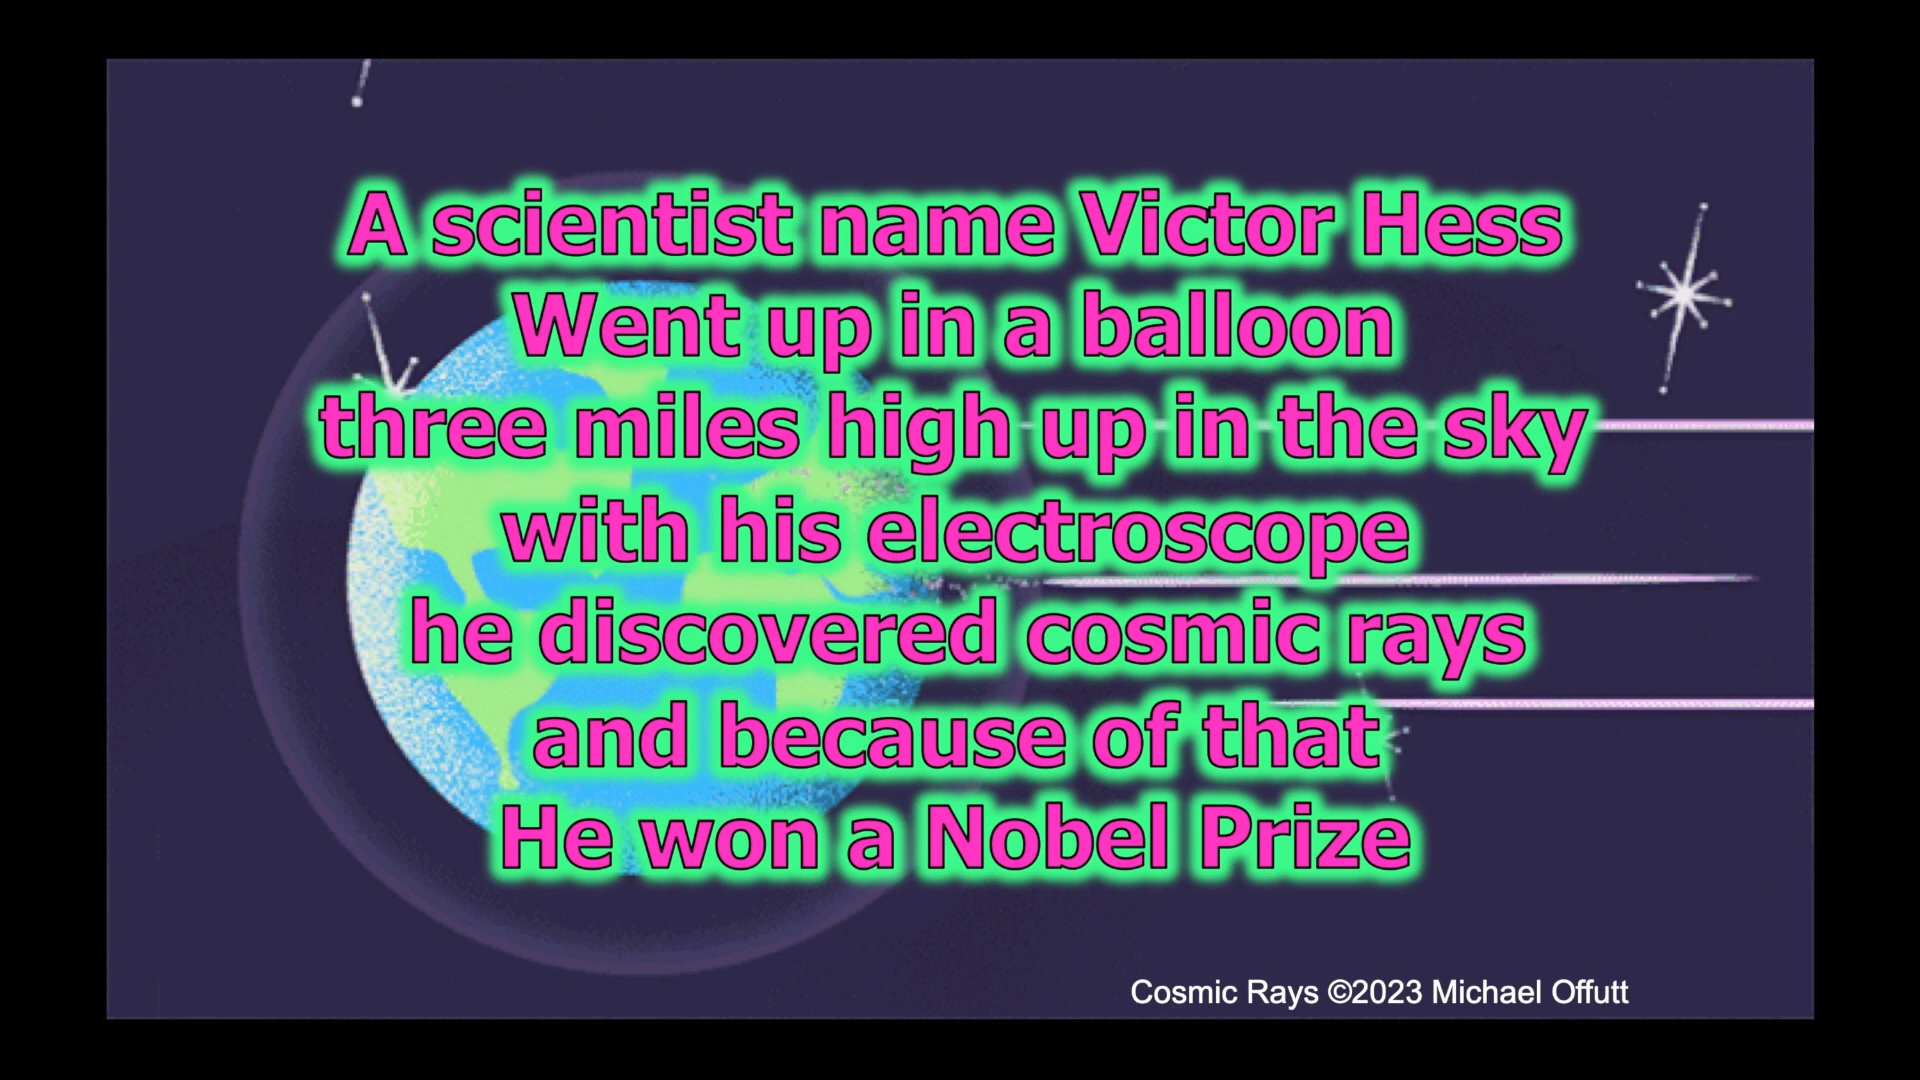 A scientist name Victor Hess
Went up in a balloon
three miles high up in the sky
with his electroscope
he discovered cosmic rays
and because of that
He won a Nobel Prize
Cosmic Rays ©2023 Michael Offutt